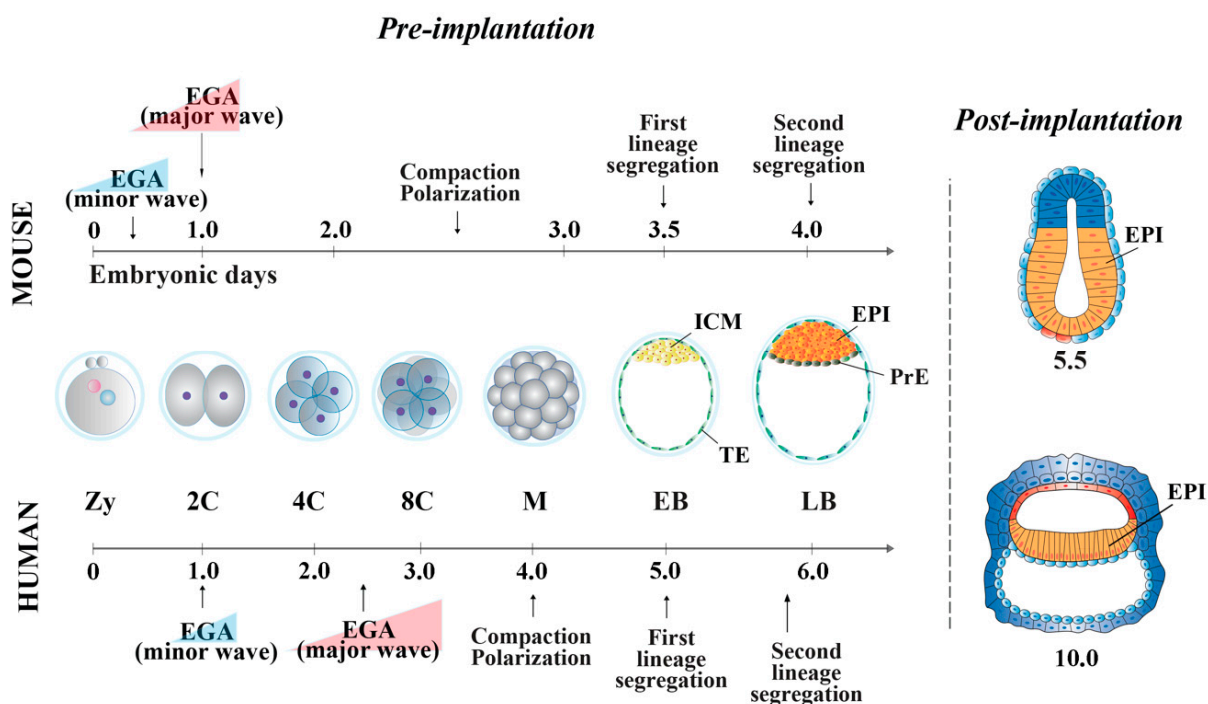 Pre-implantation
EGA
(major wave)
EGA
(minor wave)
Compaction
Polarization
First
lineage
segregation
Second
lineage
segregation
Post-implantation
MOUSE
0 1.0 2.0 3.0 3.5 4.0
Embryonic days
EPI
5.5
ICM
TE
EPI
PrE
Zy 2C 4C 8C M EB LB
HUMAN
0 1.0 2.0 3.0 4.0 5.0 6.0
EGA
(minor wave)
EGA
(major wave)
Compaction
Polarization
First
lineage
segregation
Second
lineage
segregation
EPI
10.0